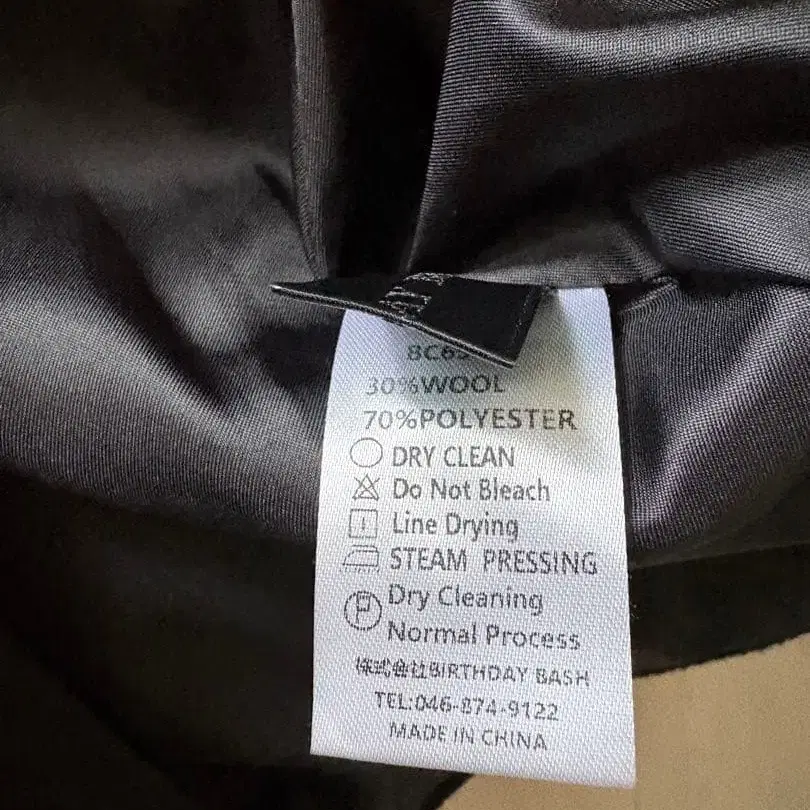 30%WOOL
70%POLYESTER
DRY CLEAN
Do Not Bleach
Line Drying
STEAM PRESSING
P
Dry Cleaning
Normal Process
株式会社BIRTHDAY BASH
TEL:046-874-9122
MADE IN CHINA